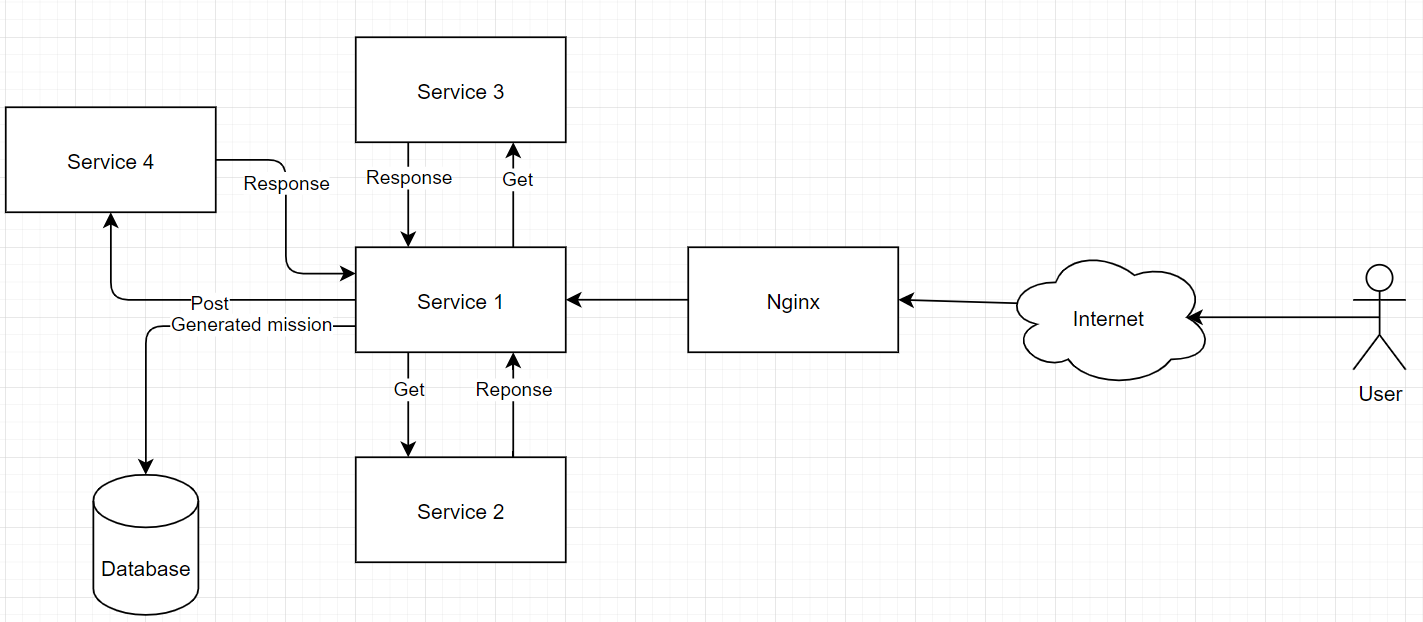 Service 3
Service 4
Response
Response
Get
Service 1
Nginx
Internet
User
Post
Generated mission
Get
Reponse
Service 2
Database